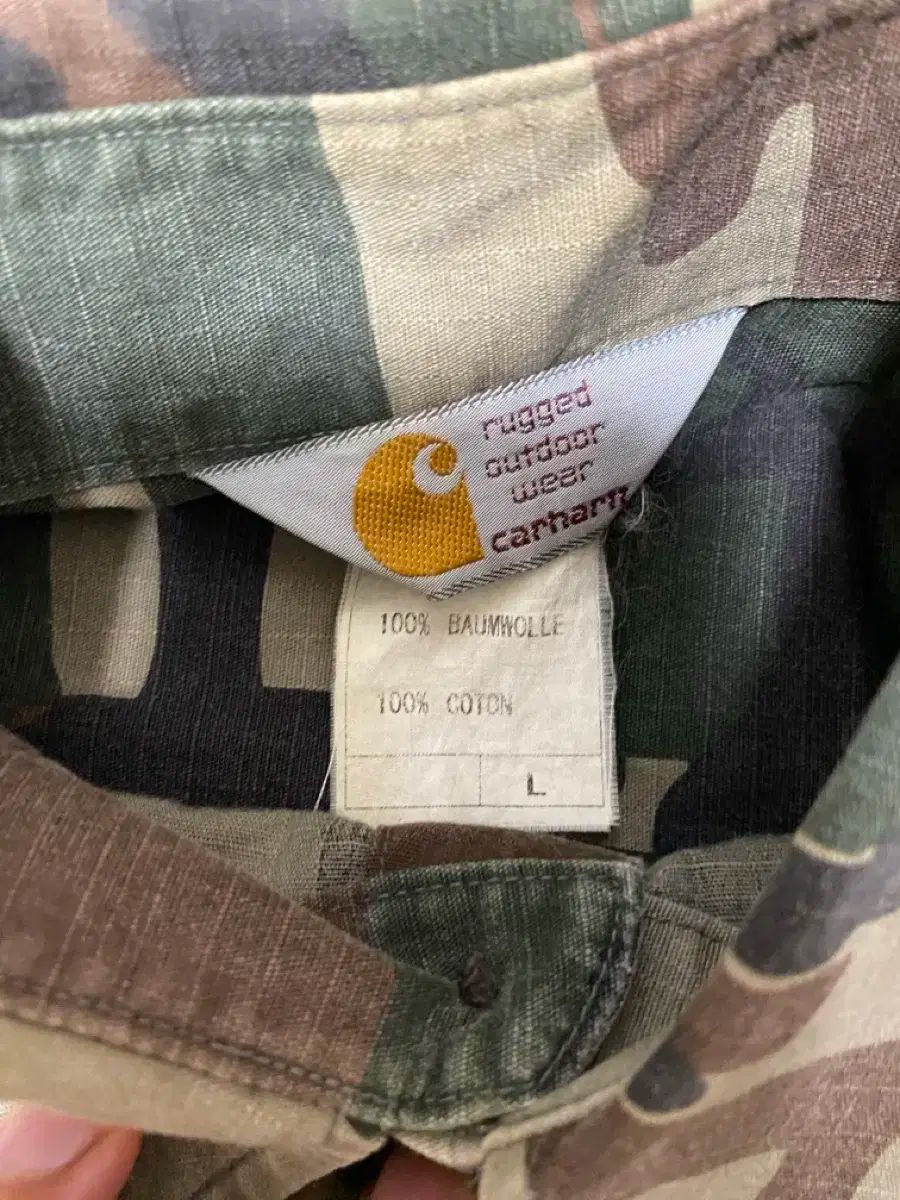 rugged
outdoor
wear
carhartt
100% BAUMWOLLE
100% COTON
L